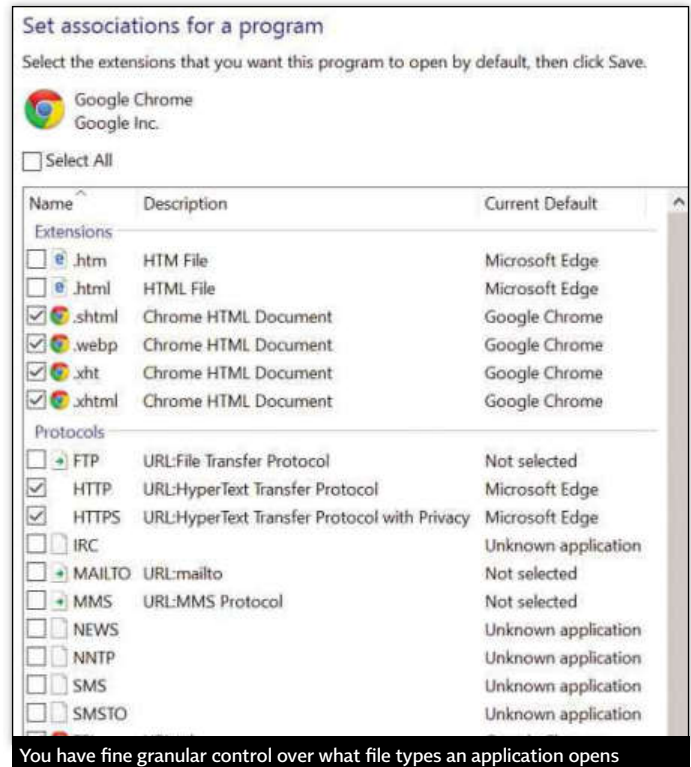 Set associations for a program
Select the extensions that you want this program to open by default, then click Save.
Google Chrome
Google Inc.
Select All
Name Description Current Default
Extensions
.htm HTM File Microsoft Edge
.html HTML File Microsoft Edge
.shtml Chrome HTML Document Google Chrome
.webp Chrome HTML Document Google Chrome
.xht Chrome HTML Document Google Chrome
.xhtml Chrome HTML Document Google Chrome
Protocols
FTP URL:File Transfer Protocol Not selected
HTTP URL:HyperText Transfer Protocol Microsoft Edge
HTTPS URL:HyperText Transfer Protocol with Privacy Microsoft Edge
IRC Unknown application
MAILTO URL:mailto Not selected
MMS URL:MMS Protocol Not selected
NEWS Unknown application
NNTP Unknown application
SMS Unknown application
SMSTO Unknown application
You have fine granular control over what file types an application opens